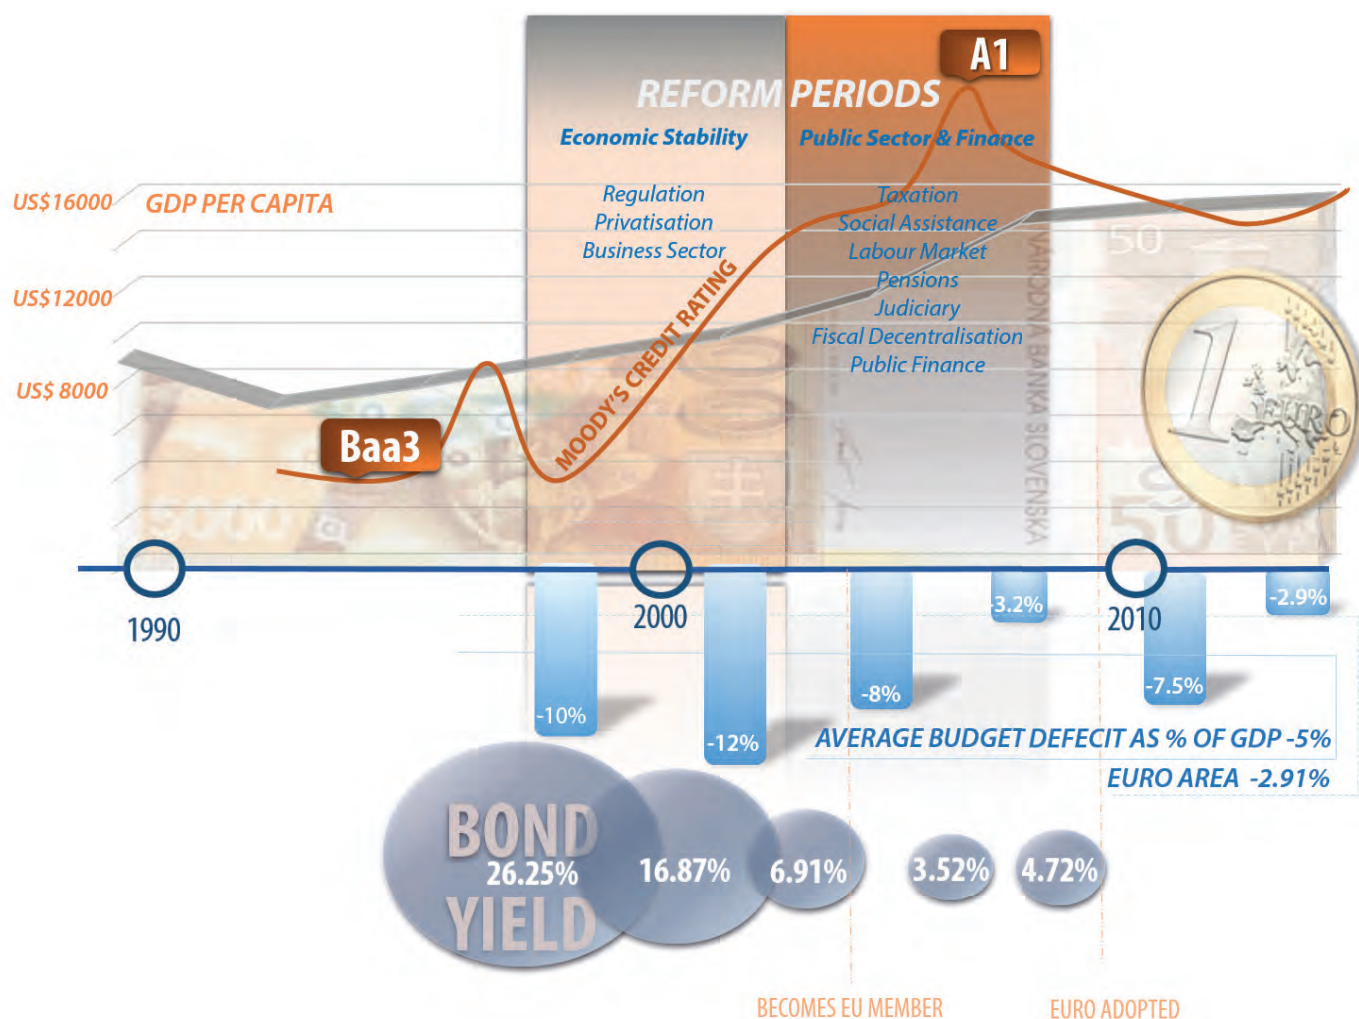 A1
REFORM PERIODS
Economic Stability
Public Sector & Finance
Regulation
Privatisation
Business Sector
Taxation
Social Assistance
Labour Market
Pensions
Judiciary
Fiscal Decentralisation
Public Finance
US$16000
GDP PER CAPITA
US$12000
US$ 8000
MOODY'S CREDIT RATING
Baa3
5000
NÁRODNA BANKA SLOVENSKA
50
50
1 EURO
1990
2000
2010
-10%
-12%
-8%
-3.2%
-7.5%
-2.9%
AVERAGE BUDGET DEFECIT AS % OF GDP -5%
EURO AREA -2.91%
BOND
YIELD
26.25%
16.87%
6.91%
3.52%
4.72%
BECOMES EU MEMBER
EURO ADOPTED